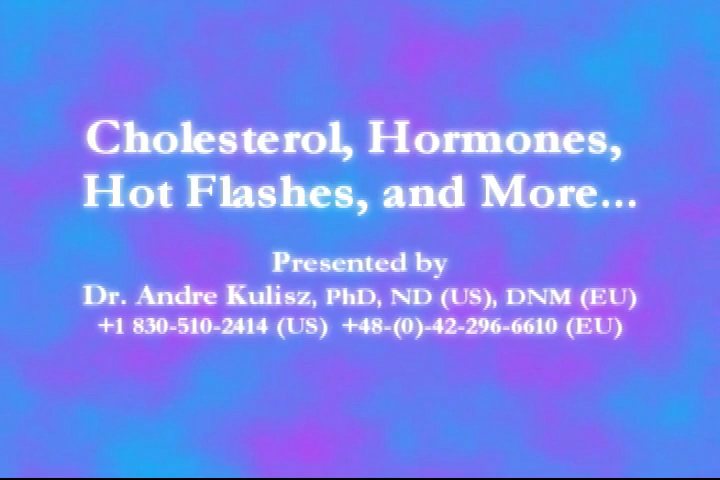 Cholesterol, Hormones,
Hot Flashes, and More...
Presented by
Dr. Andre Kulisz, PhD, ND (US), DNM (EU)
+1 830-510-2414 (US) +48-(0)-42-296-6610 (EU)